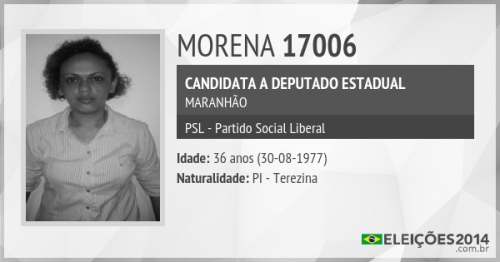 MORENA 17006
CANDIDATA A DEPUTADO ESTADUAL
MARANHÃO
PSL - Partido Social Liberal
Idade: 36 anos (30-08-1977)
Naturalidade: PI - Terezina
ELEIÇÕES2014
.com.br